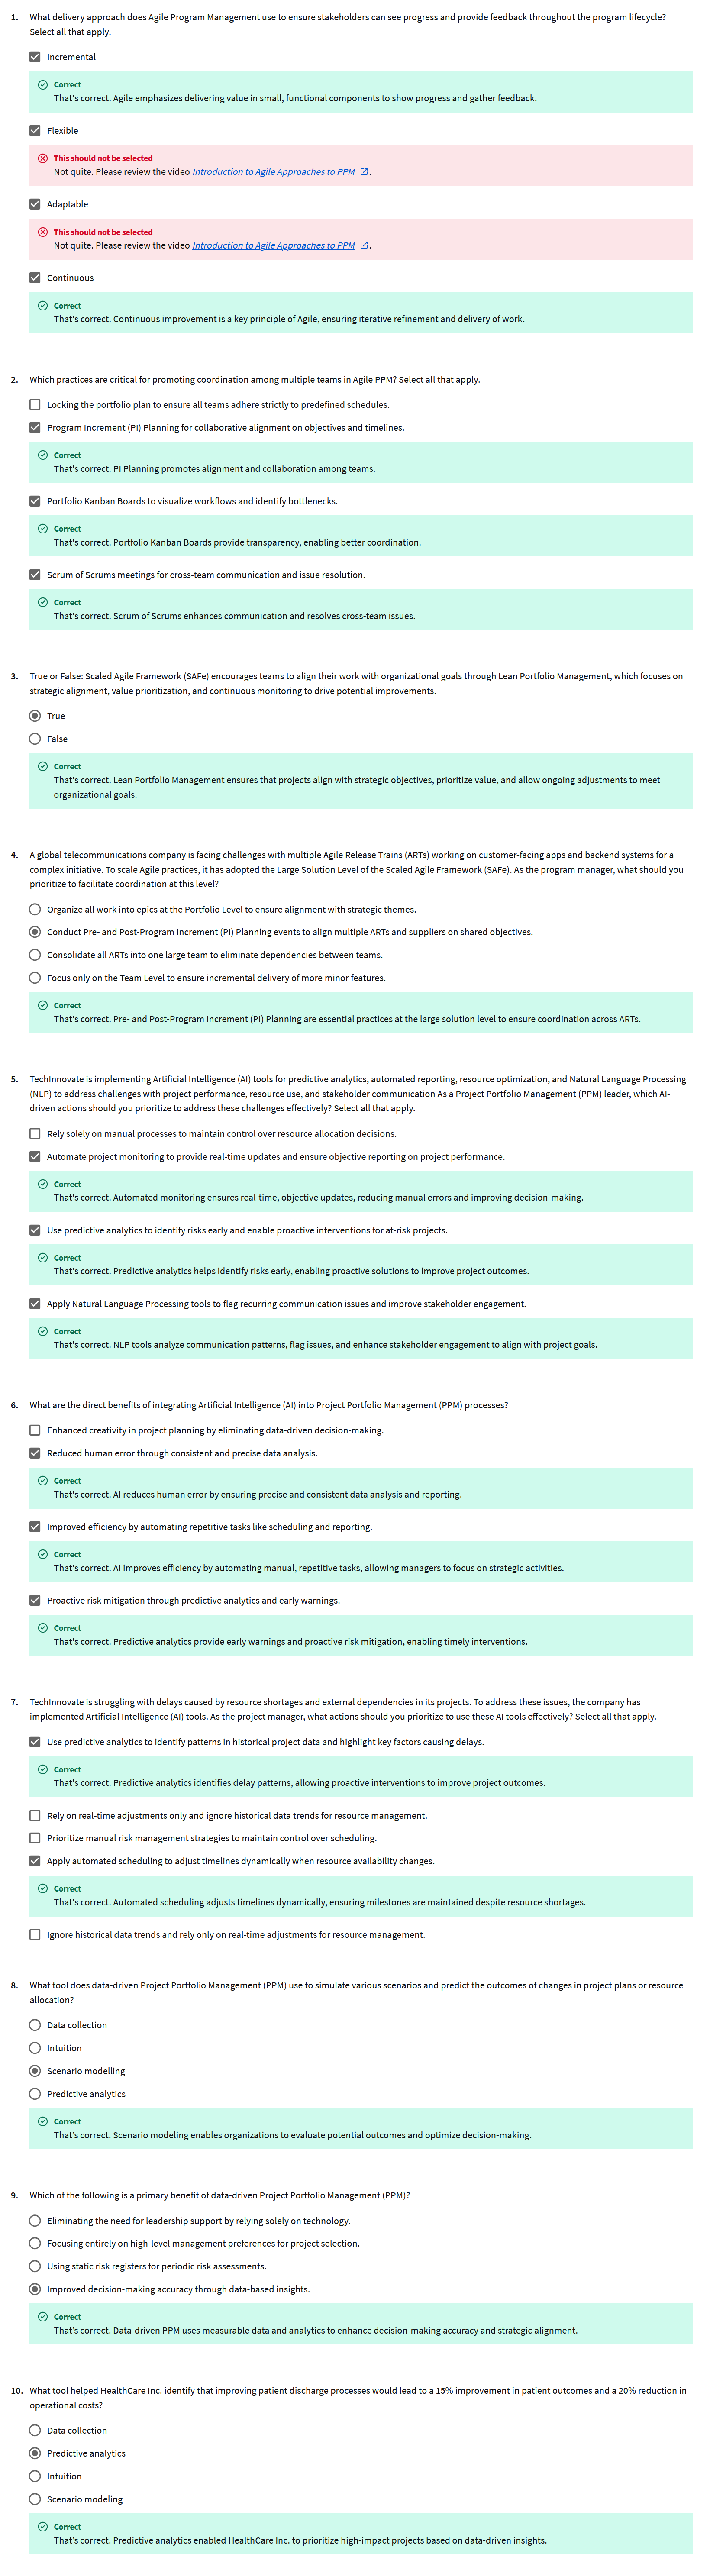 1. What delivery approach does Agile Program Management use to ensure stakeholders can see progress and provide feedback throughout the program lifecycle?
Select all that apply.
Incremental
Correct
That's correct. Agile emphasizes delivering value in small, functional components to show progress and gather feedback.
Flexible
This should not be selected
Not quite. Please review the video Introduction to Agile Approaches to PPM.
Adaptable
This should not be selected
Not quite. Please review the video Introduction to Agile Approaches to PPM.
Continuous
Correct
That's correct. Continuous improvement is a key principle of Agile, ensuring iterative refinement and delivery of work.
2. Which practices are critical for promoting coordination among multiple teams in Agile PPM? Select all that apply.
Locking the portfolio plan to ensure all teams adhere strictly to predefined schedules.
Program Increment (PI) Planning for collaborative alignment on objectives and timelines.
Correct
That's correct. PI Planning promotes alignment and collaboration among teams.
Portfolio Kanban Boards to visualize workflows and identify bottlenecks.
Correct
That's correct. Portfolio Kanban Boards provide transparency, enabling better coordination.
Scrum of Scrums meetings for cross-team communication and issue resolution.
Correct
That's correct. Scrum of Scrums enhances communication and resolves cross-team issues.
3. True or False: Scaled Agile Framework (SAFe) encourages teams to align their work with organizational goals through Lean Portfolio Management, which focuses on
strategic alignment, value prioritization, and continuous monitoring to drive potential improvements.
True
False
Correct
That's correct. Lean Portfolio Management ensures that projects align with strategic objectives, prioritize value, and allow ongoing adjustments to meet
organizational goals.
4. A global telecommunications company is facing challenges with multiple Agile Release Trains (ARTs) working on customer-facing apps and backend systems for a
complex initiative. To scale Agile practices, it has adopted the Large Solution Level of the Scaled Agile Framework (SAFe). As the program manager, what should you
prioritize to facilitate coordination at this level?
Organize all work into epics at the Portfolio Level to ensure alignment with strategic themes.
Conduct Pre- and Post-Program Increment (PI) Planning events to align multiple ARTs and suppliers on shared objectives.
Consolidate all ARTs into one large team to eliminate dependencies between teams.
Focus only on the Team Level to ensure incremental delivery of more minor features.
Correct
That's correct. Pre- and Post-Program Increment (PI) Planning are essential practices at the large solution level to ensure coordination across ARTs.
5. TechInnovate is implementing Artificial Intelligence (AI) tools for predictive analytics, automated reporting, resource optimization, and Natural Language Processing
(NLP) to address challenges with project performance, resource use, and stakeholder communication As a Project Portfolio Management (PPM) leader, which AI-
driven actions should you prioritize to address these challenges effectively? Select all that apply.
Rely solely on manual processes to maintain control over resource allocation decisions.
Automate project monitoring to provide real-time updates and ensure objective reporting on project performance.
Correct
That's correct. Automated monitoring ensures real-time, objective updates, reducing manual errors and improving decision-making.
Use predictive analytics to identify risks early and enable proactive interventions for at-risk projects.
Correct
That's correct. Predictive analytics helps identify risks early, enabling proactive solutions to improve project outcomes.
Apply Natural Language Processing tools to flag recurring communication issues and improve stakeholder engagement.
Correct
That's correct. NLP tools analyze communication patterns, flag issues, and enhance stakeholder engagement to align with project goals.
6. What are the direct benefits of integrating Artificial Intelligence (AI) into Project Portfolio Management (PPM) processes?
Enhanced creativity in project planning by eliminating data-driven decision-making.
Reduced human error through consistent and precise data analysis.
Correct
That's correct. AI reduces human error by ensuring precise and consistent data analysis and reporting.
Improved efficiency by automating repetitive tasks like scheduling and reporting.
Correct
That's correct. AI improves efficiency by automating manual, repetitive tasks, allowing managers to focus on strategic activities.
Proactive risk mitigation through predictive analytics and early warnings.
Correct
That's correct. Predictive analytics provide early warnings and proactive risk mitigation, enabling timely interventions.
7. TechInnovate is struggling with delays caused by resource shortages and external dependencies in its projects. To address these issues, the company has
implemented Artificial Intelligence (AI) tools. As the project manager, what actions should you prioritize to use these AI tools effectively? Select all that apply.
Use predictive analytics to identify patterns in historical project data and highlight key factors causing delays.
Correct
That's correct. Predictive analytics identifies delay patterns, allowing proactive interventions to improve project outcomes.
Rely on real-time adjustments only and ignore historical data trends for resource management.
Prioritize manual risk management strategies to maintain control over scheduling.
Apply automated scheduling to adjust timelines dynamically when resource availability changes.
Correct
That's correct. Automated scheduling adjusts timelines dynamically, ensuring milestones are maintained despite resource shortages.
Ignore historical data trends and rely only on real-time adjustments for resource management.
8. What tool does data-driven Project Portfolio Management (PPM) use to simulate various scenarios and predict the outcomes of changes in project plans or resource
allocation?
Data collection
Intuition
Scenario modelling
Predictive analytics
Correct
That's correct. Scenario modeling enables organizations to evaluate potential outcomes and optimize decision-making.
9. Which of the following is a primary benefit of data-driven Project Portfolio Management (PPM)?
Eliminating the need for leadership support by relying solely on technology.
Focusing entirely on high-level management preferences for project selection.
Using static risk registers for periodic risk assessments.
Improved decision-making accuracy through data-based insights.
Correct
That's correct. Data-driven PPM uses measurable data and analytics to enhance decision-making accuracy and strategic alignment.
10. What tool helped HealthCare Inc. identify that improving patient discharge processes would lead to a 15% improvement in patient outcomes and a 20% reduction in
operational costs?
Data collection
Predictive analytics
Intuition
Scenario modeling
Correct
That's correct. Predictive analytics enabled HealthCare Inc. to prioritize high-impact projects based on data-driven insights.